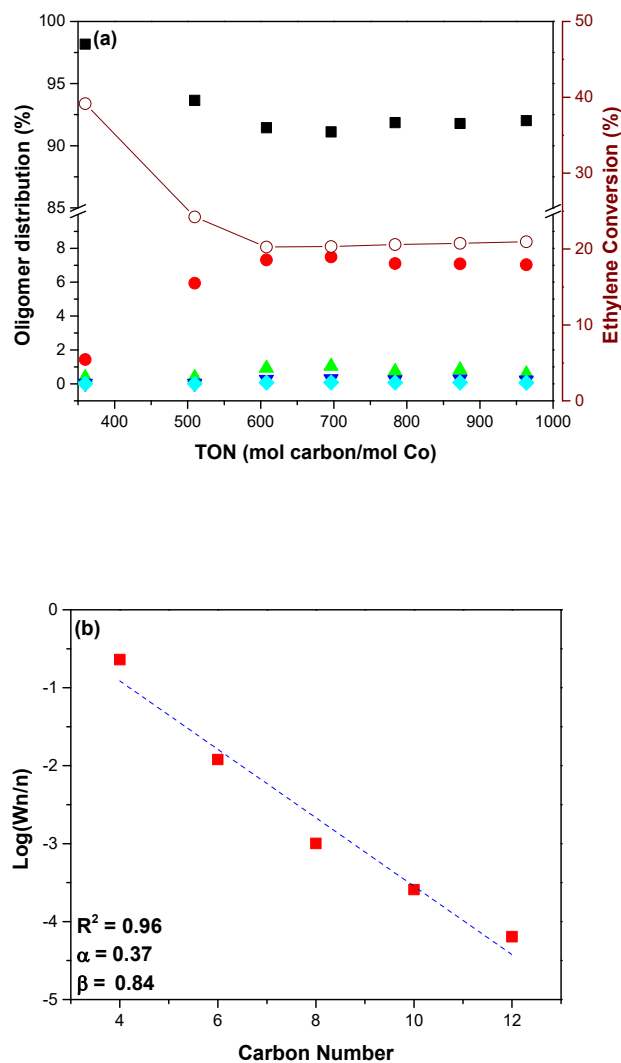 (a)
Oligomer distribution (%)
100
95
90
85
8
6
4
2
0
Ethylene Conversion (%)
50
40
30
20
10
0
400 500 600 700 800 900 1000
TON (mol carbon/mol Co)
(b)
Log(Wn/n)
0
-1
-2
-3
-4
-5
R² = 0.96
α = 0.37
β = 0.84
4 6 8 10 12
Carbon Number